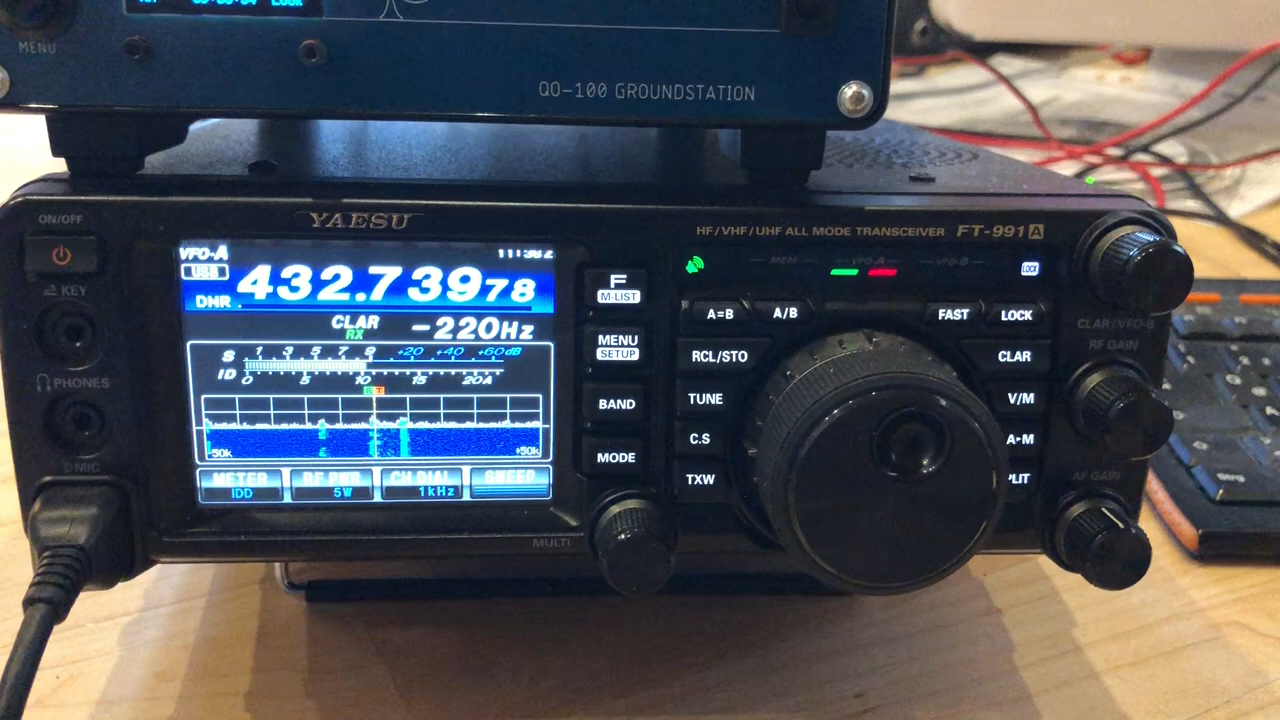 MENU
QO-100 GROUNDSTATION
ON/OFF
YAESU
HF/VHF/UHF ALL MODE TRANSCEIVER FT-991A
VFO-A
USB
432.739 78
DNR
CLAR -220Hz
RX
S 1 3 5 7 9 +20 +40 +60dB
ID 0 5 10 15 20A
-50k +50k
METER RF PWR CH DIAL SWEEP
IDD 5W 1kHz
KEY
PHONES
MIC
F
M-LIST
MENU
SETUP
BAND
MODE
MULTI
MEM VFO-A VFO-B
LOCK
A=B A/B FAST LOCK
RCL/STO CLAR
TUNE V/M
C.S A►M
TXW
CLAR/VFO-B
RF GAIN
AF GAIN
Strg